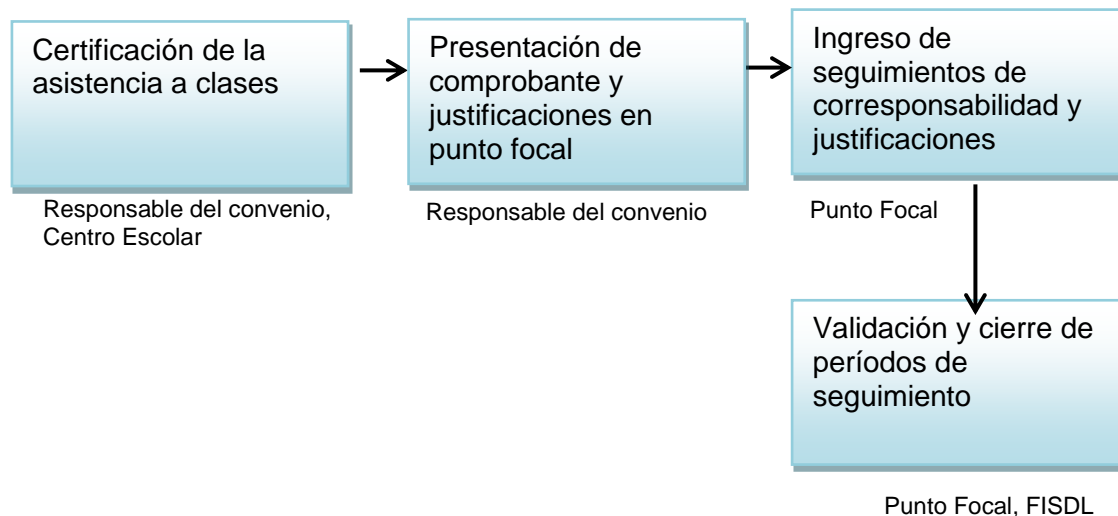 Certificación de la
asistencia a clases
Responsable del convenio,
Centro Escolar
Presentación de
comprobante y
justificaciones en
punto focal
Responsable del convenio
Ingreso de
seguimientos de
corresponsabilidad y
justificaciones
Punto Focal
Validación y cierre de
períodos de
seguimiento
Punto Focal, FISDL